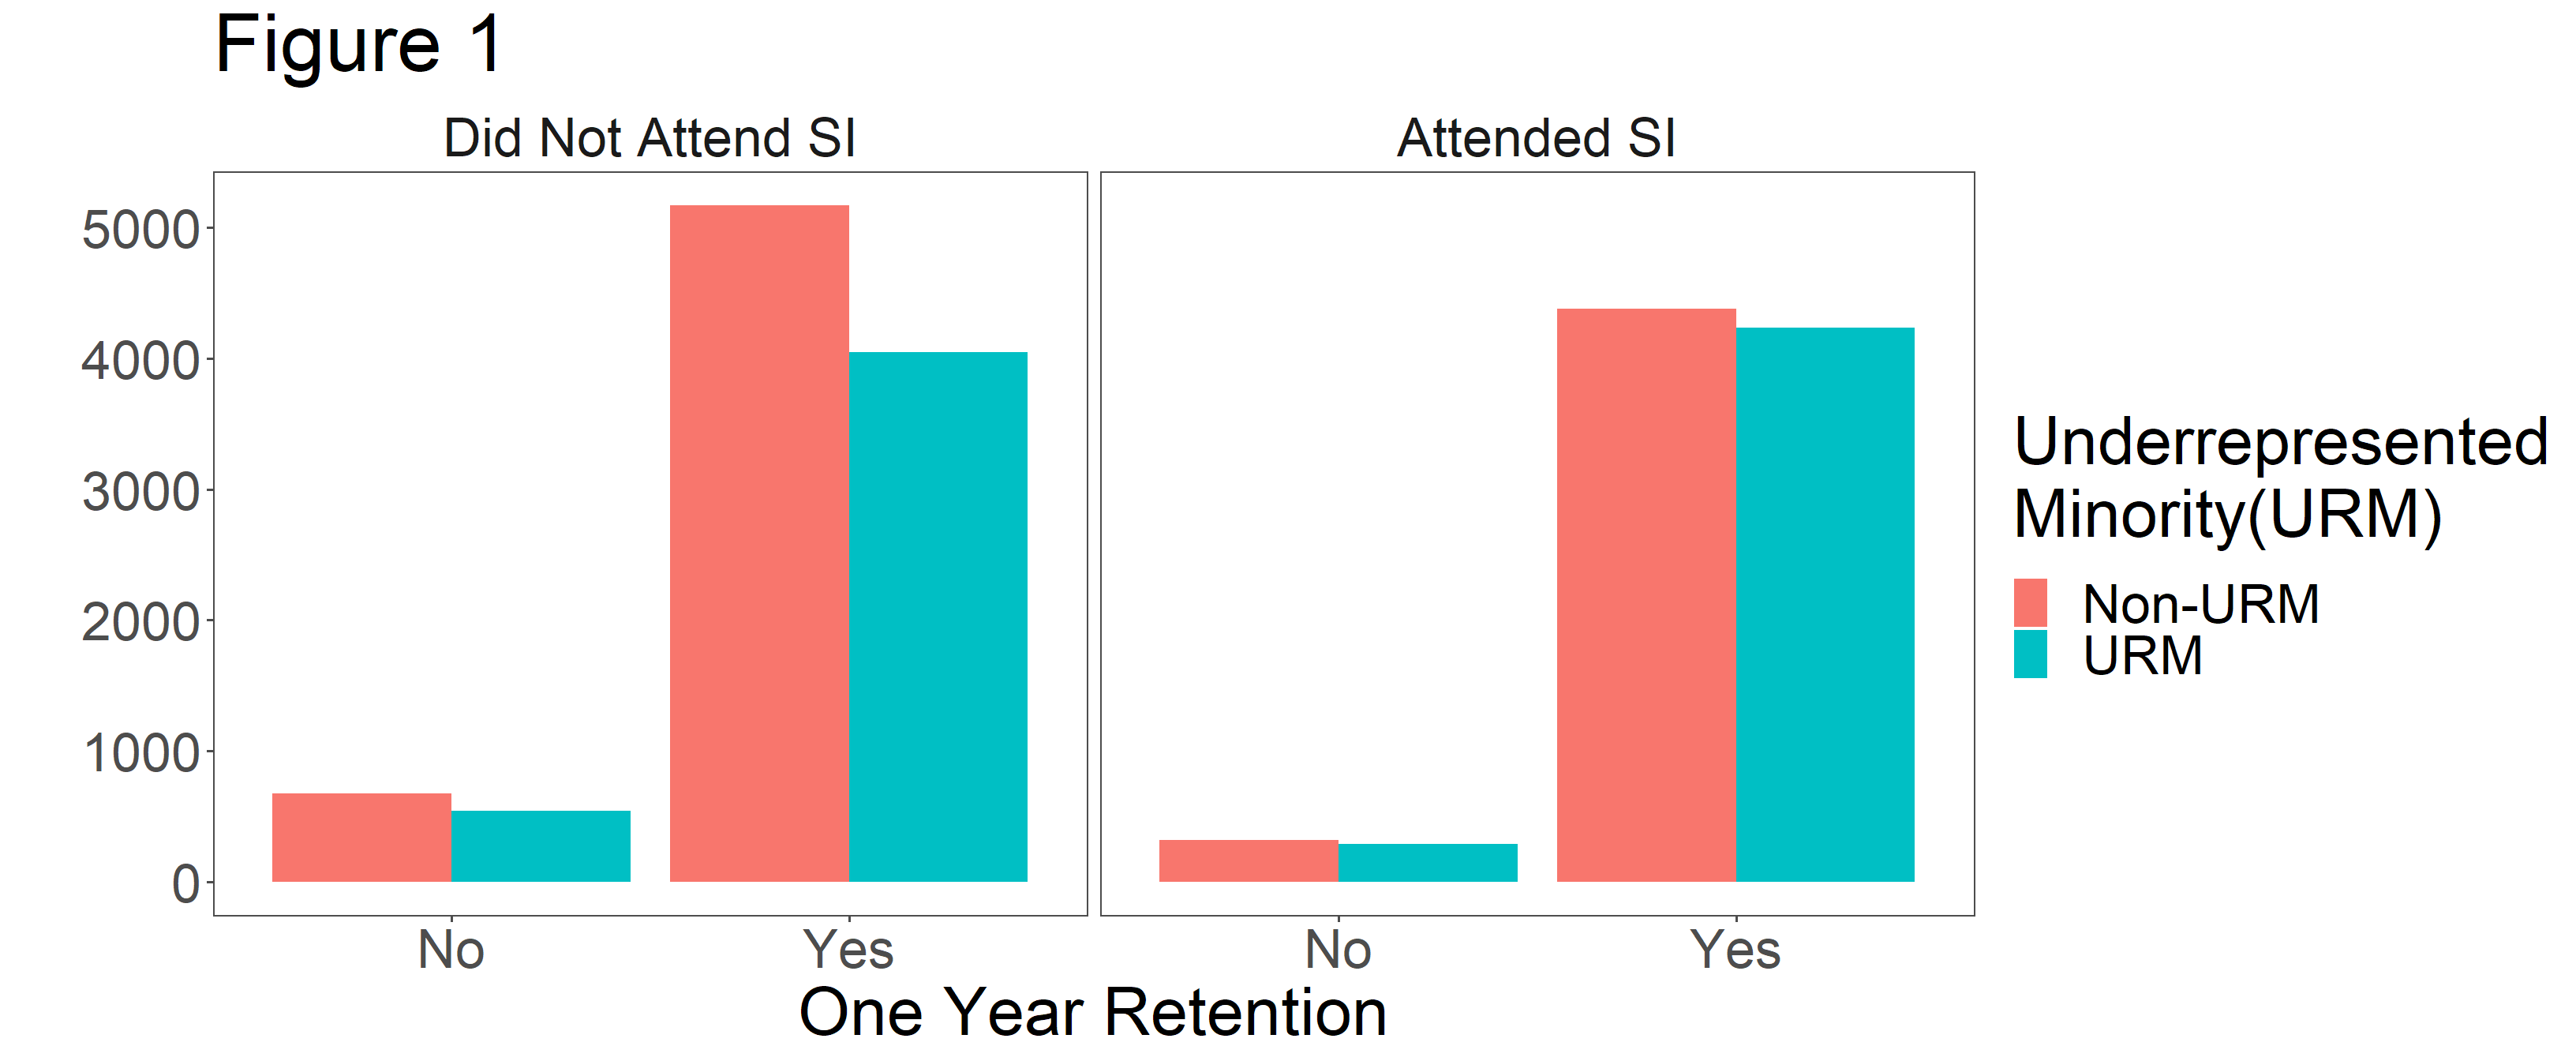 Figure 1
Did Not Attend SI
Attended SI
5000
4000
3000
2000
1000
0
No
Yes
No
Yes
One Year Retention
Underrepresented
Minority(URM)
Non-URM
URM